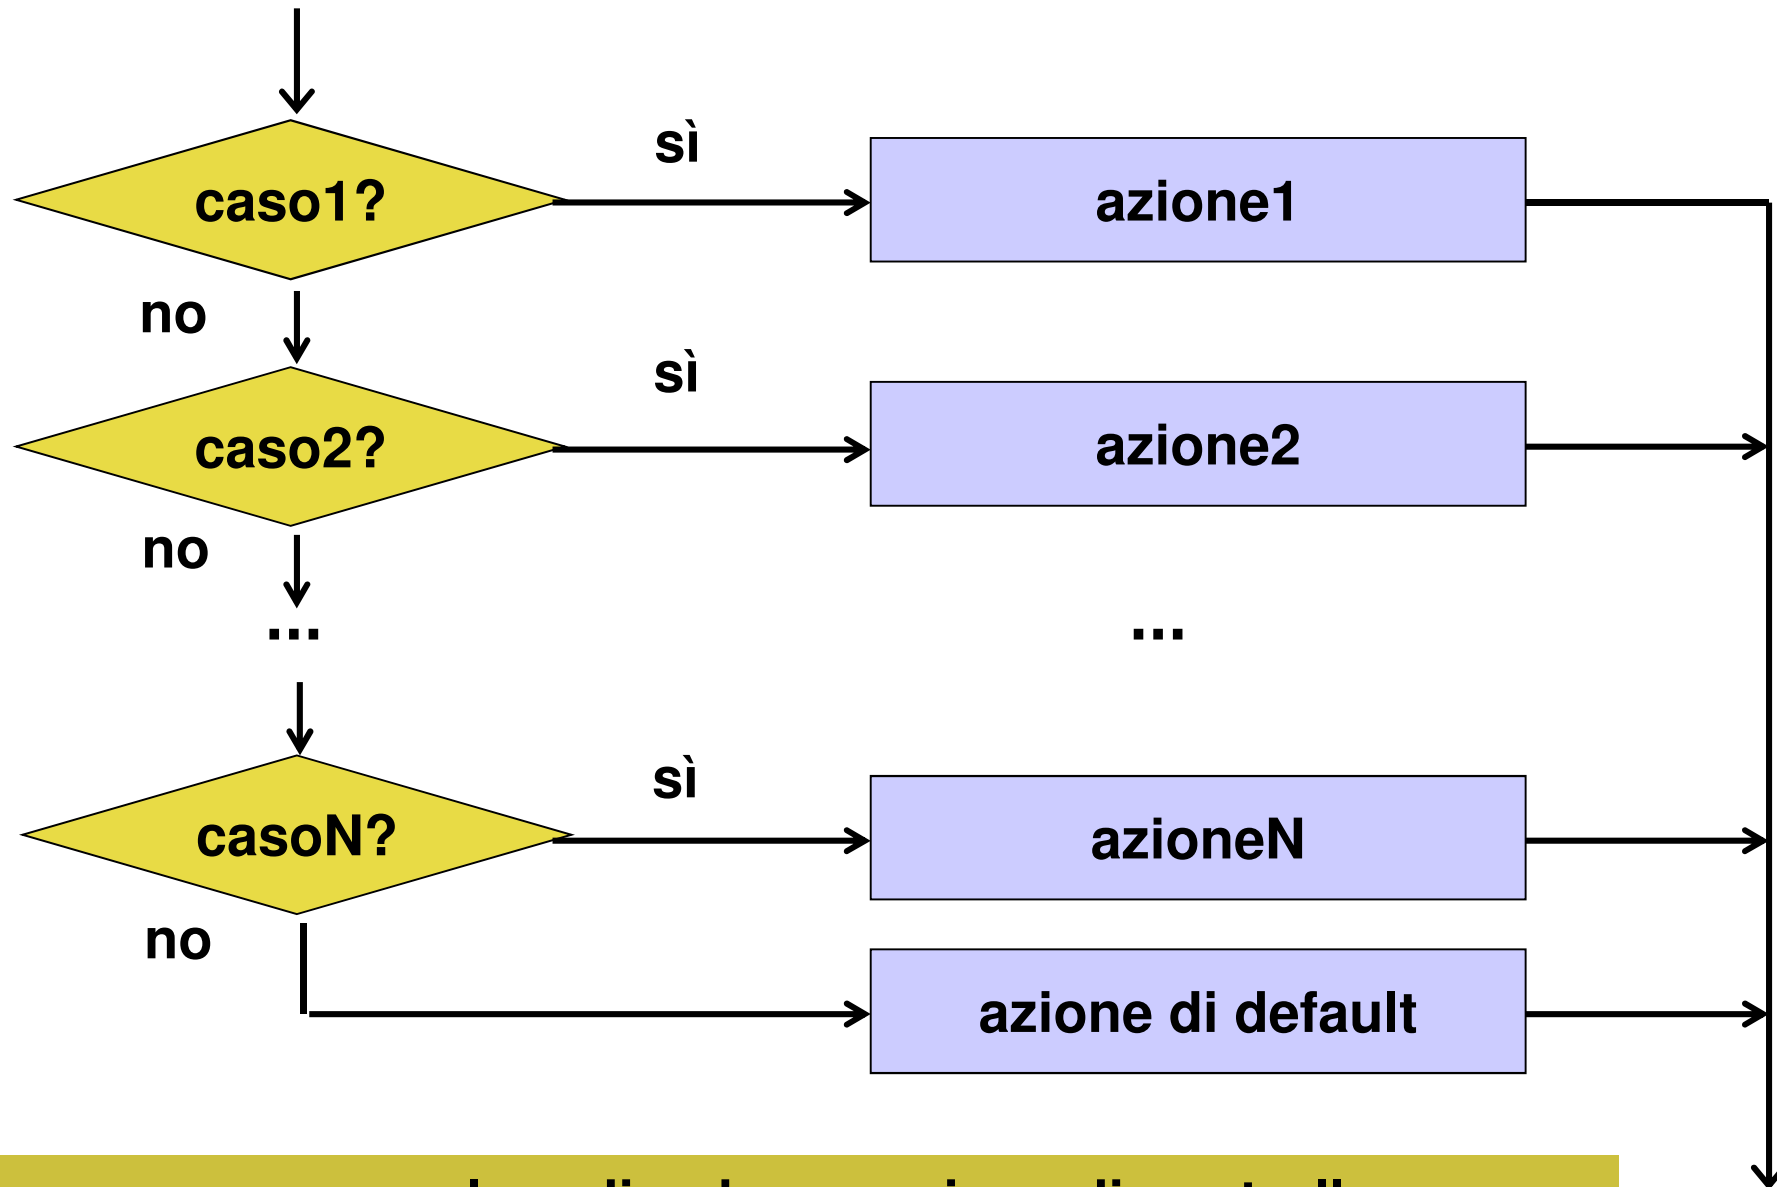 sì
caso1? azione1
no
sì
caso2? azione2
no
... ...
sì
casoN? azioneN
no
azione di default